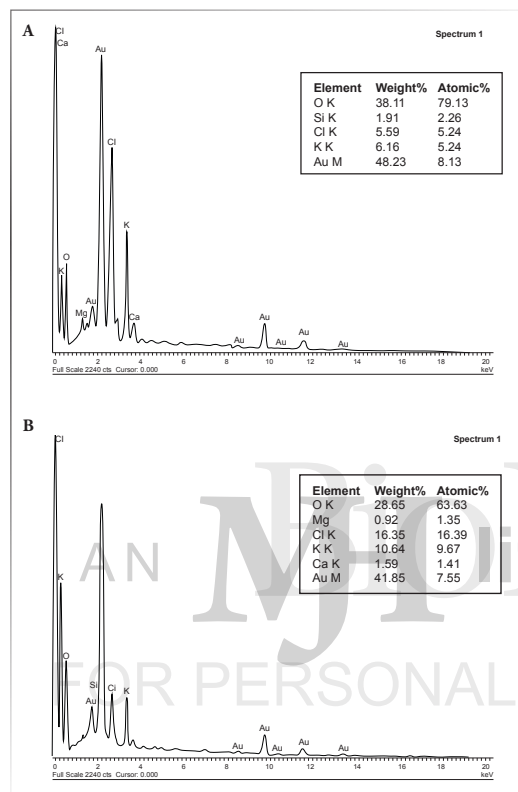 A
Spectrum 1
Cl
Ca
Au
Element Weight% Atomic%
O K 38.11 79.13
Si K 1.91 2.26
Cl K 5.59 5.24
K K 6.16 5.24
Au M 48.23 8.13
Cl
K
O
K
Mg
Au
Ca
Au
Au
Au
Au
Au
0 2 4 6 8 10 12 14 16 18 20
Full Scale 2240 cts Cursor: 0.000 keV
B
Spectrum 1
Cl
Element Weight% Atomic%
O K 28.65 63.63
Mg 0.92 1.35
Cl K 16.35 16.39
K K 10.64 9.67
Ca K 1.59 1.41
Au M 41.85 7.55
AN MJH li
K
O
Si
Au
Cl
K
FOR PERSONAL
Au
Au
Au
Au
Au
0 2 4 6 8 10 12 14 16 18 20
Full Scale 2240 cts Cursor: 0.000 keV